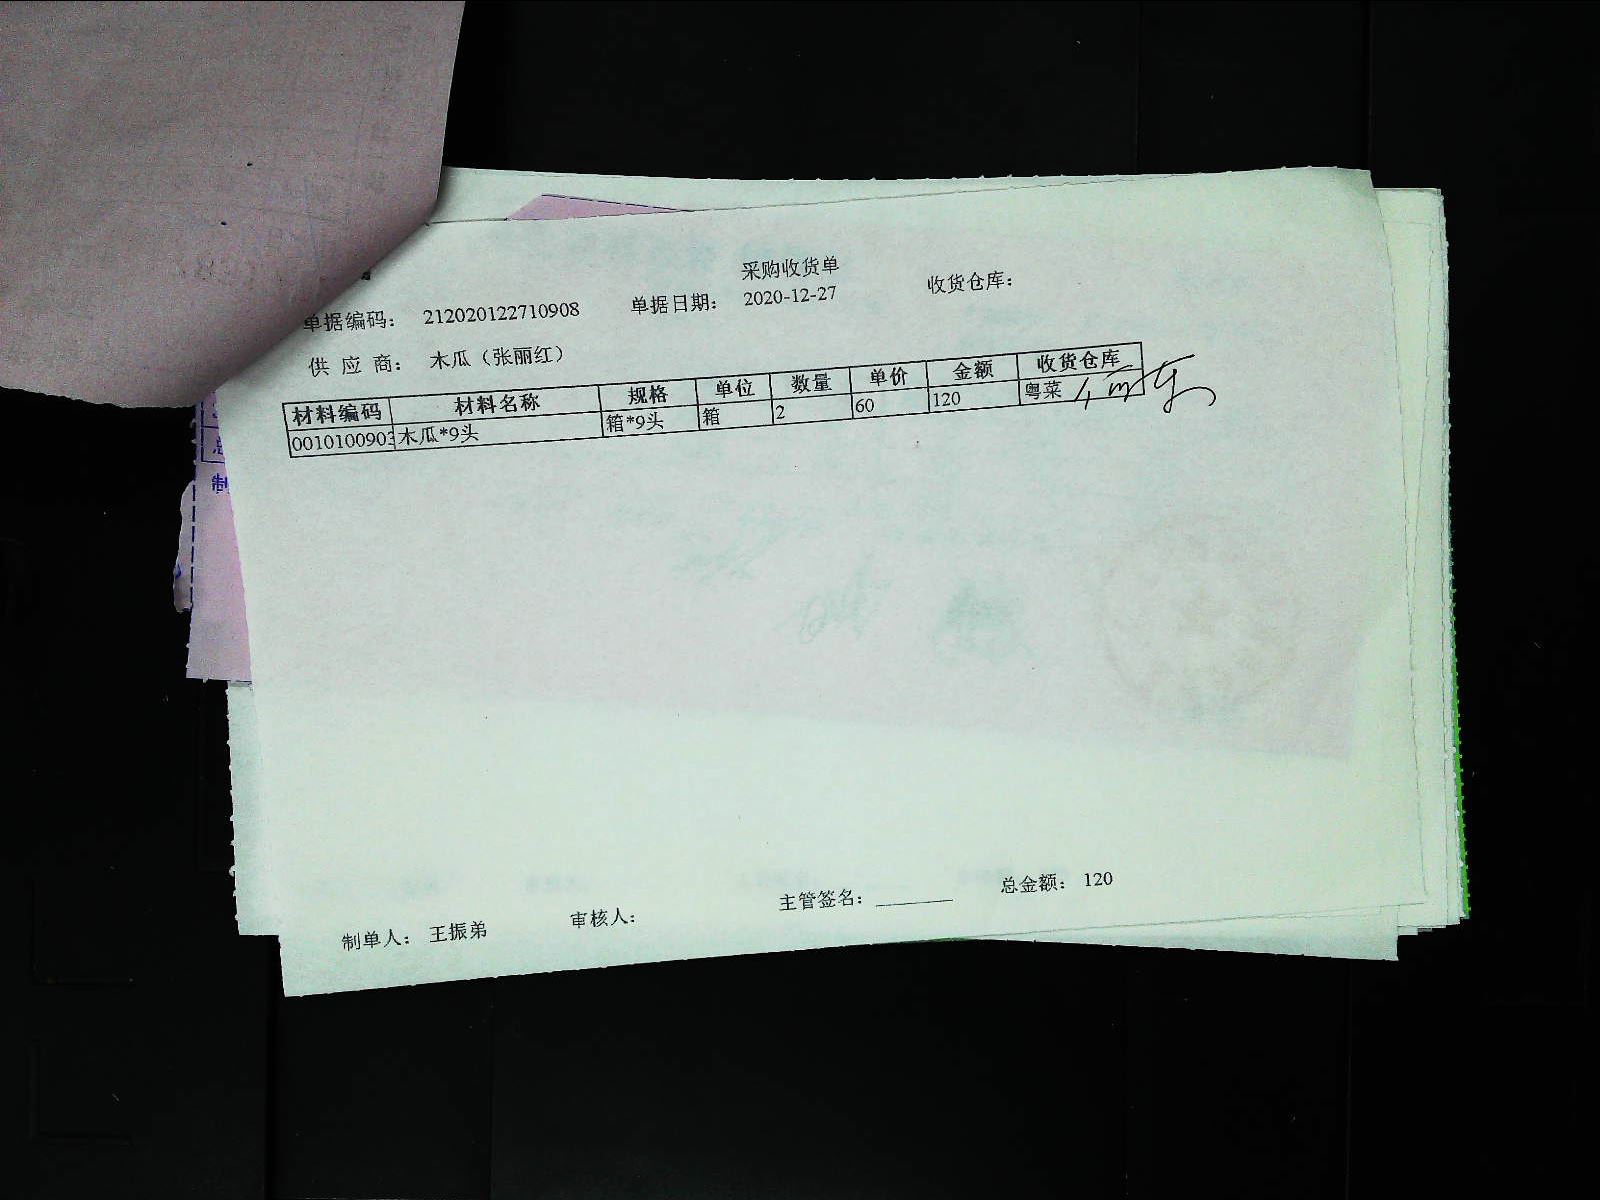 采购收货单
单据编码： 212020122710908 单据日期： 2020-12-27 收货仓库：
供 应 商： 木瓜（张丽红）
材料编码 材料名称 规格 单位 数量 单价 金额 收货仓库
0010100903 木瓜*9头 箱*9头 箱 2 60 120 粤菜
制
制单人： 王振弟 审核人： 主管签名：_______ 总金额： 120